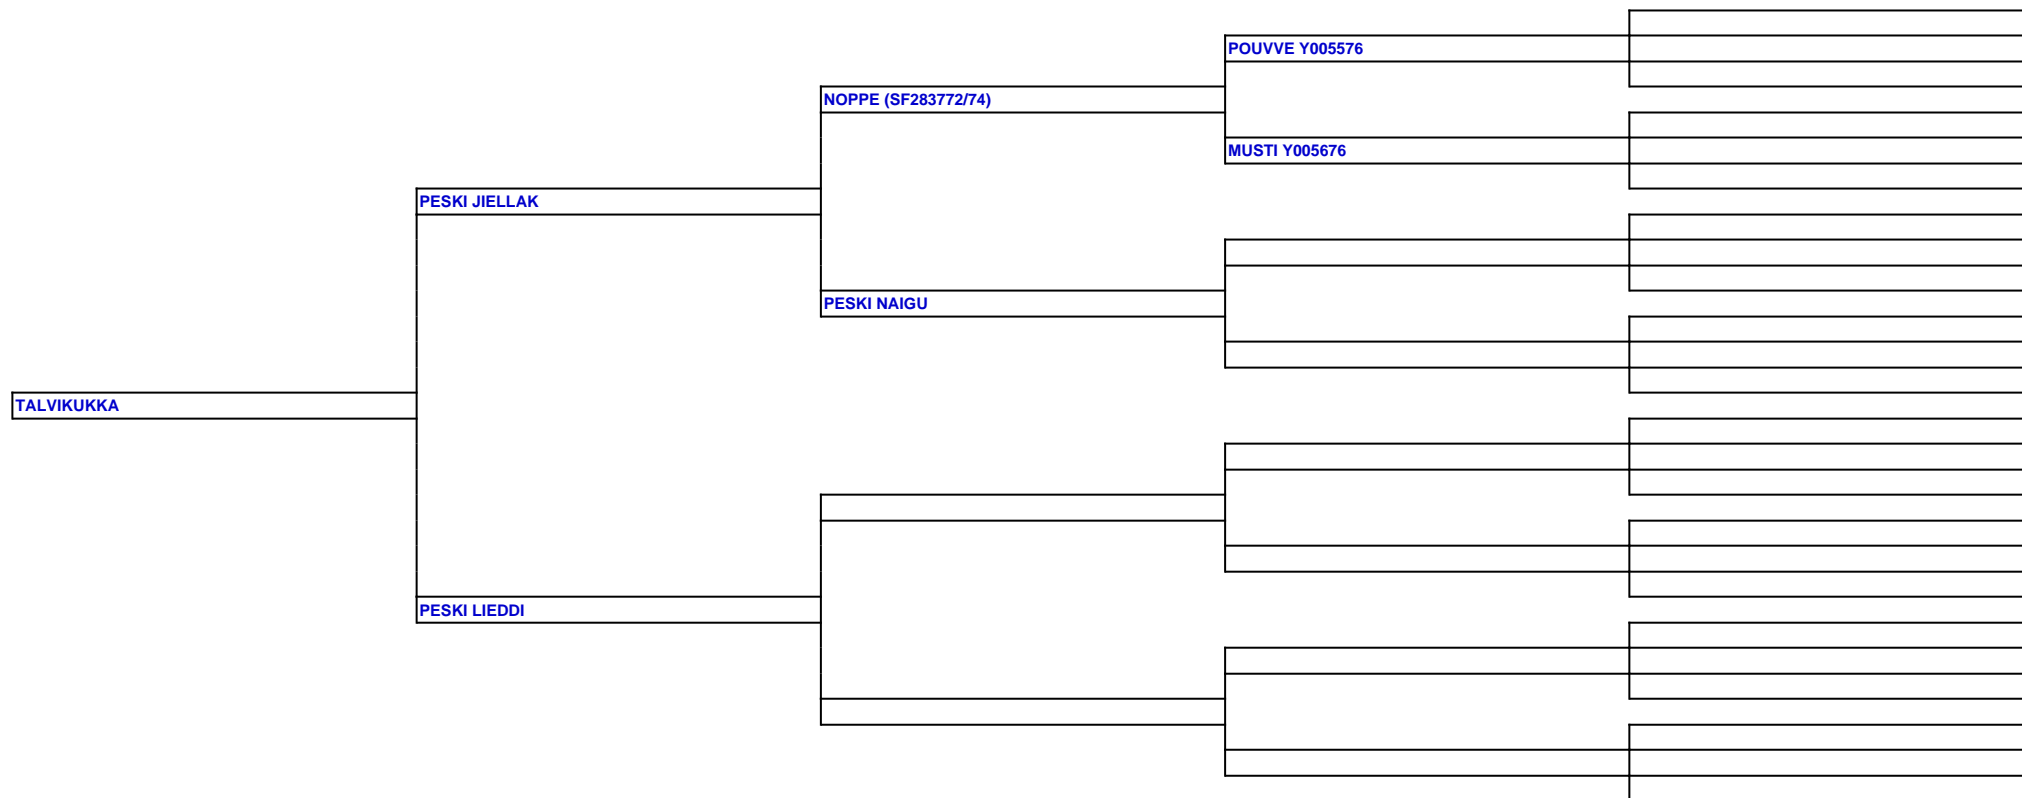 POUVVE Y005576
NOPPE (SF283772/74)
MUSTI Y005676
PESKI JIELLAK
PESKI NAIGU
TALVIKUKKA
PESKI LIEDDI